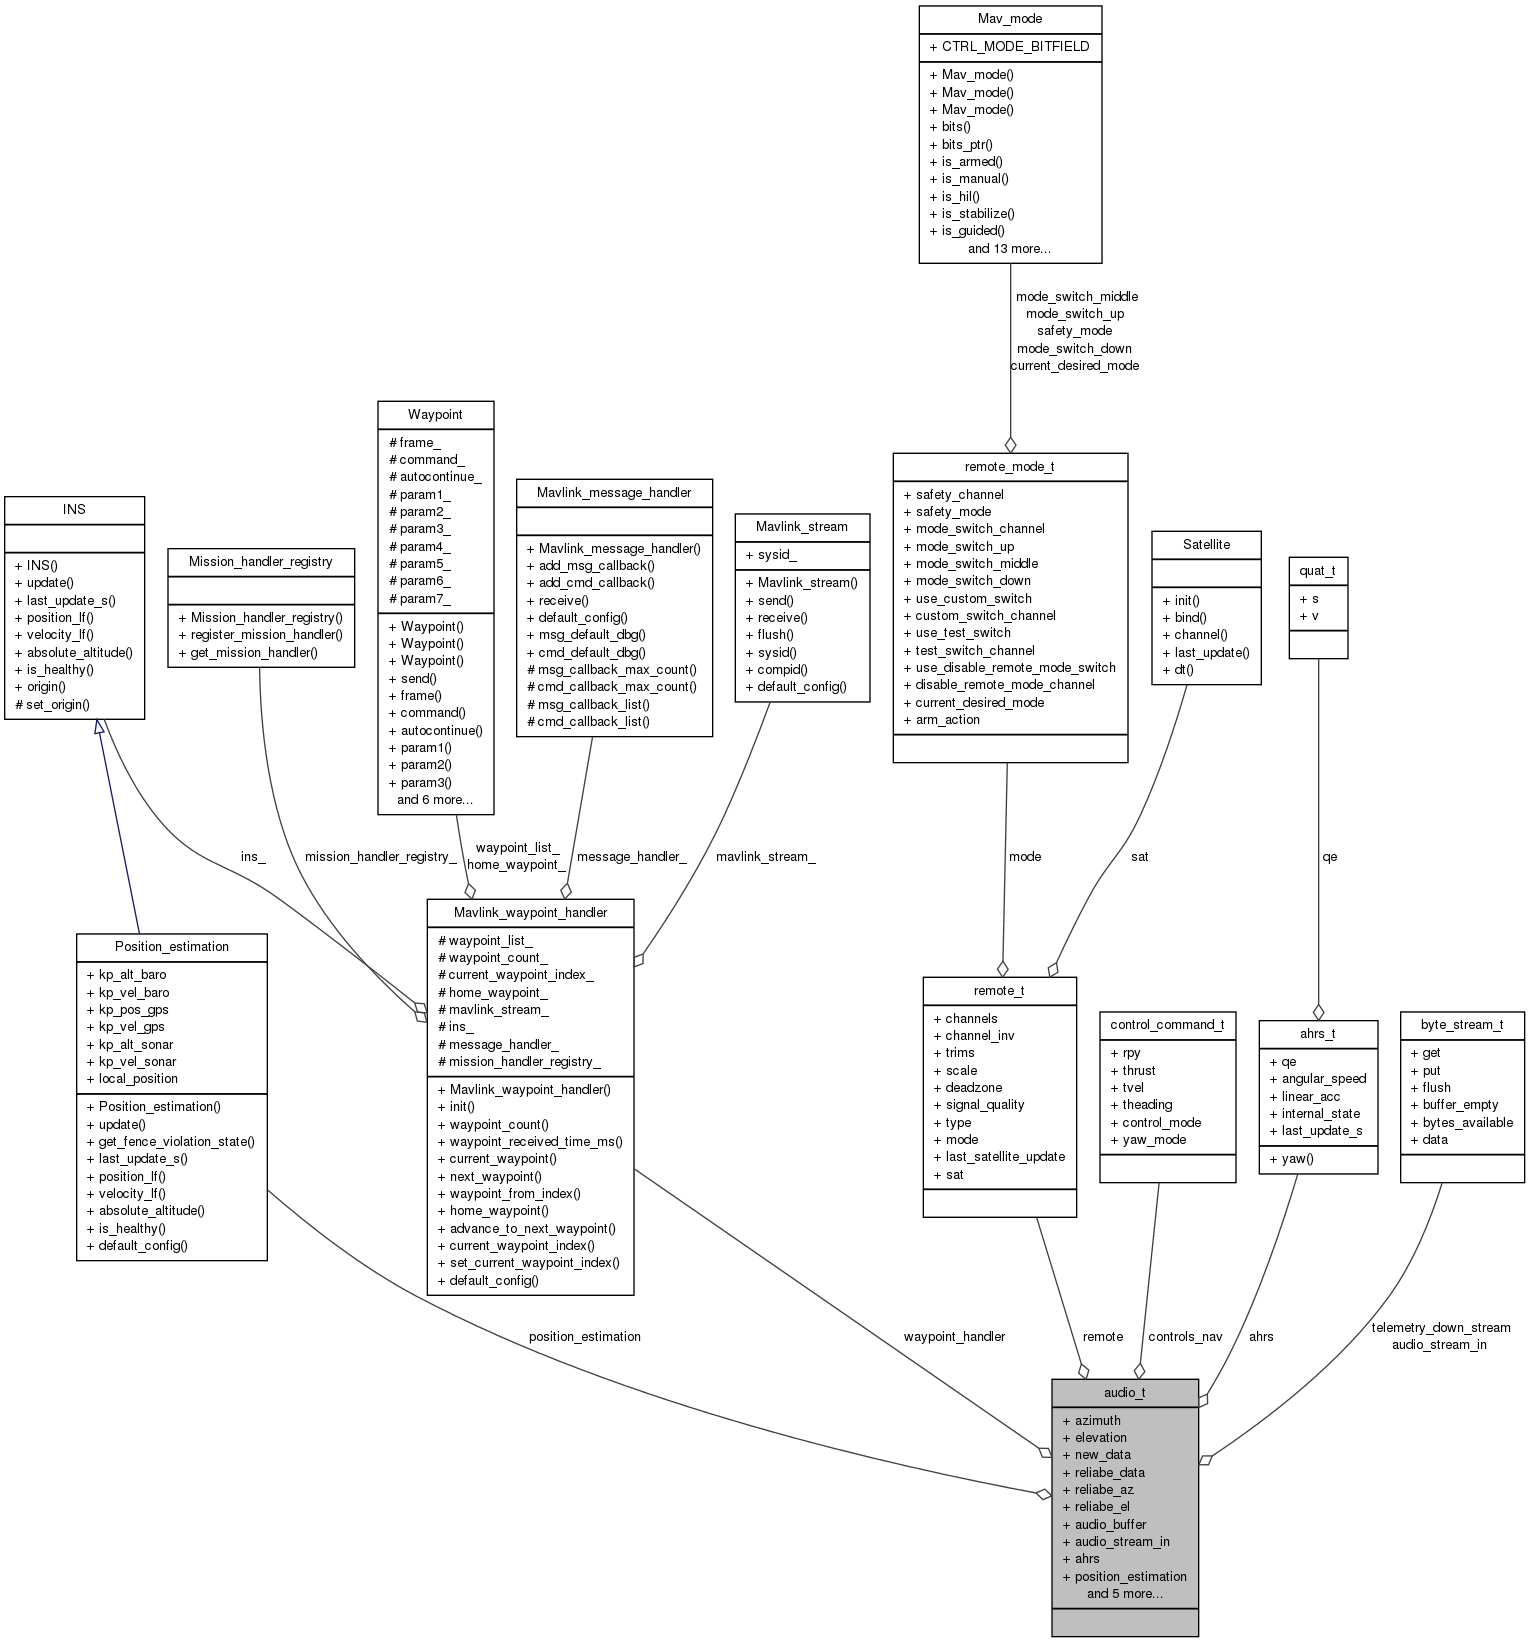 Mav_mode
+ CTRL_MODE_BITFIELD
+ Mav_mode()
+ Mav_mode()
+ Mav_mode()
+ bits()
+ bits_ptr()
+ is_armed()
+ is_manual()
+ is_hil()
+ is_stabilize()
+ is_guided()
and 13 more...
mode_switch_middle
mode_switch_up
safety_mode
mode_switch_down
current_desired_mode
Waypoint
# frame_
# command_
# autocontinue_
# param1_
# param2_
# param3_
# param4_
# param5_
# param6_
# param7_
+ Waypoint()
+ Waypoint()
+ Waypoint()
+ send()
+ frame()
+ command()
+ autocontinue()
+ param1()
+ param2()
+ param3()
and 6 more...
remote_mode_t
+ safety_channel
+ safety_mode
+ mode_switch_channel
+ mode_switch_up
+ mode_switch_middle
+ mode_switch_down
+ use_custom_switch
+ custom_switch_channel
+ use_test_switch
+ test_switch_channel
+ use_disable_remote_mode_switch
+ disable_remote_mode_channel
+ current_desired_mode
+ arm_action
Mavlink_message_handler
+ Mavlink_message_handler()
+ add_msg_callback()
+ add_cmd_callback()
+ receive()
+ default_config()
+ msg_default_dbg()
+ cmd_default_dbg()
# msg_callback_max_count()
# cmd_callback_max_count()
# msg_callback_list()
# cmd_callback_list()
INS
+ INS()
+ update()
+ last_update_s()
+ position_lf()
+ velocity_lf()
+ absolute_altitude()
+ is_healthy()
+ origin()
# set_origin()
Mavlink_stream
+ sysid_
+ Mavlink_stream()
+ send()
+ receive()
+ flush()
+ sysid()
+ compid()
+ default_config()
Satellite
+ init()
+ bind()
+ channel()
+ last_update()
+ dt()
Mission_handler_registry
+ Mission_handler_registry()
+ register_mission_handler()
+ get_mission_handler()
quat_t
+ s
+ v
ins_
mission_handler_registry_
waypoint_list_
home_waypoint_
message_handler_
mavlink_stream_
mode
sat
qe
Mavlink_waypoint_handler
# waypoint_list_
# waypoint_count_
# current_waypoint_index_
# home_waypoint_
# mavlink_stream_
# ins_
# message_handler_
# mission_handler_registry_
+ Mavlink_waypoint_handler()
+ init()
+ waypoint_count()
+ waypoint_received_time_ms()
+ current_waypoint()
+ next_waypoint()
+ waypoint_from_index()
+ home_waypoint()
+ advance_to_next_waypoint()
+ current_waypoint_index()
+ set_current_waypoint_index()
+ default_config()
Position_estimation
+ kp_alt_baro
+ kp_vel_baro
+ kp_pos_gps
+ kp_vel_gps
+ kp_alt_sonar
+ kp_vel_sonar
+ local_position
+ Position_estimation()
+ update()
+ get_fence_violation_state()
+ last_update_s()
+ position_lf()
+ velocity_lf()
+ absolute_altitude()
+ is_healthy()
+ default_config()
remote_t
+ channels
+ channel_inv
+ trims
+ scale
+ deadzone
+ signal_quality
+ type
+ mode
+ last_satellite_update
+ sat
control_command_t
+ rpy
+ thrust
+ tvel
+ theading
+ control_mode
+ yaw_mode
ahrs_t
+ qe
+ angular_speed
+ linear_acc
+ internal_state
+ last_update_s
+ yaw()
byte_stream_t
+ get
+ put
+ flush
+ buffer_empty
+ bytes_available
+ data
position_estimation
waypoint_handler
remote
controls_nav
ahrs
telemetry_down_stream
audio_stream_in
audio_t
+ azimuth
+ elevation
+ new_data
+ reliabe_data
+ reliabe_az
+ reliabe_el
+ audio_buffer
+ audio_stream_in
+ ahrs
+ position_estimation
and 5 more...